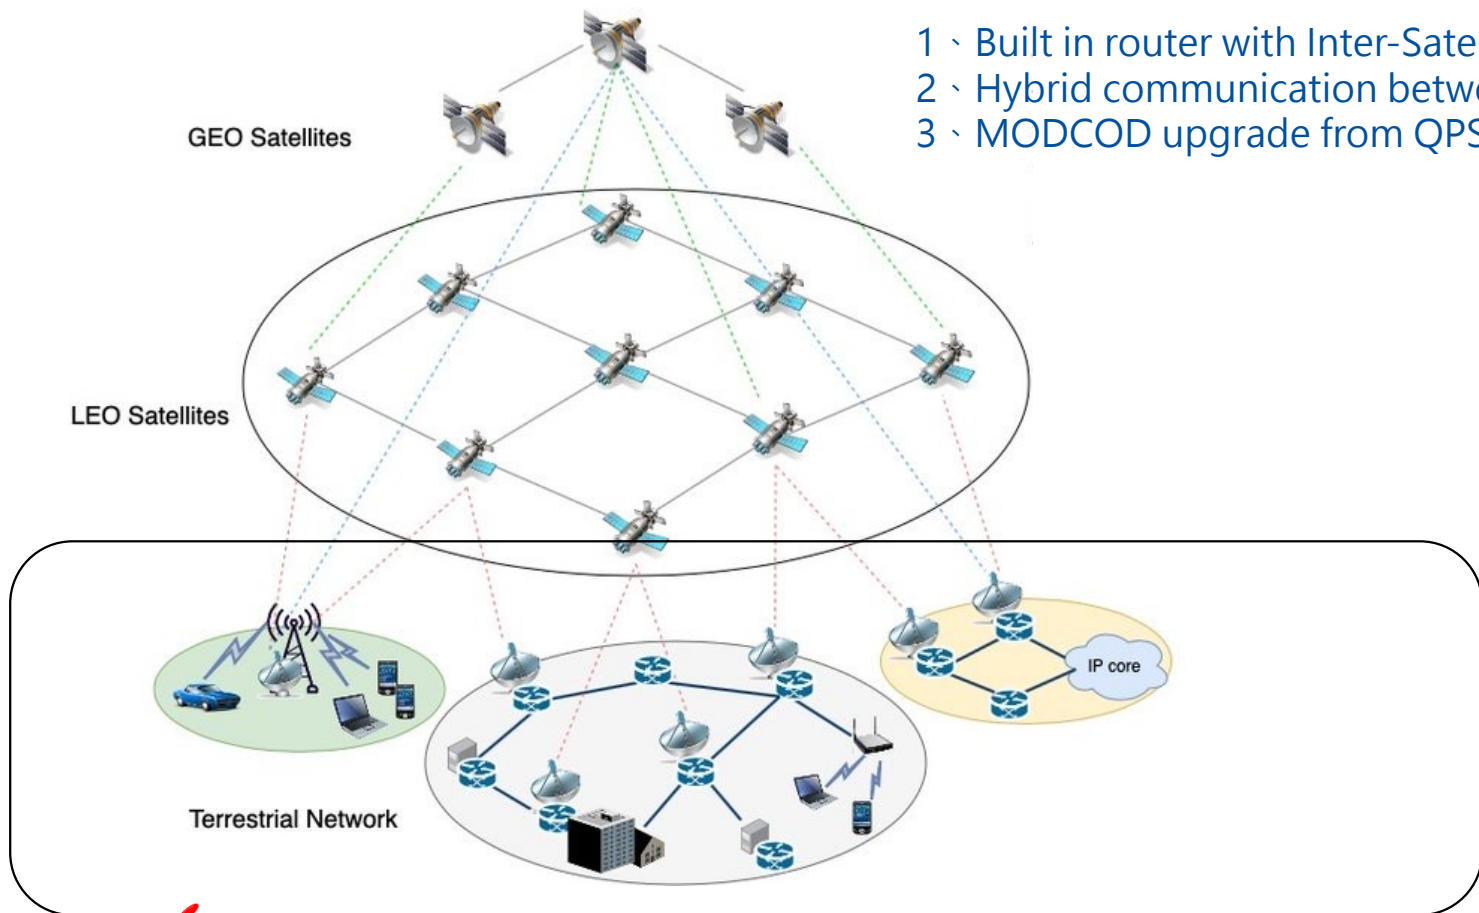 1、Built in router with Inter-Sate
2、Hybrid communication betwe
3、MODCOD upgrade from QPS
GEO Satellites
LEO Satellites
IP core
Terrestrial Network